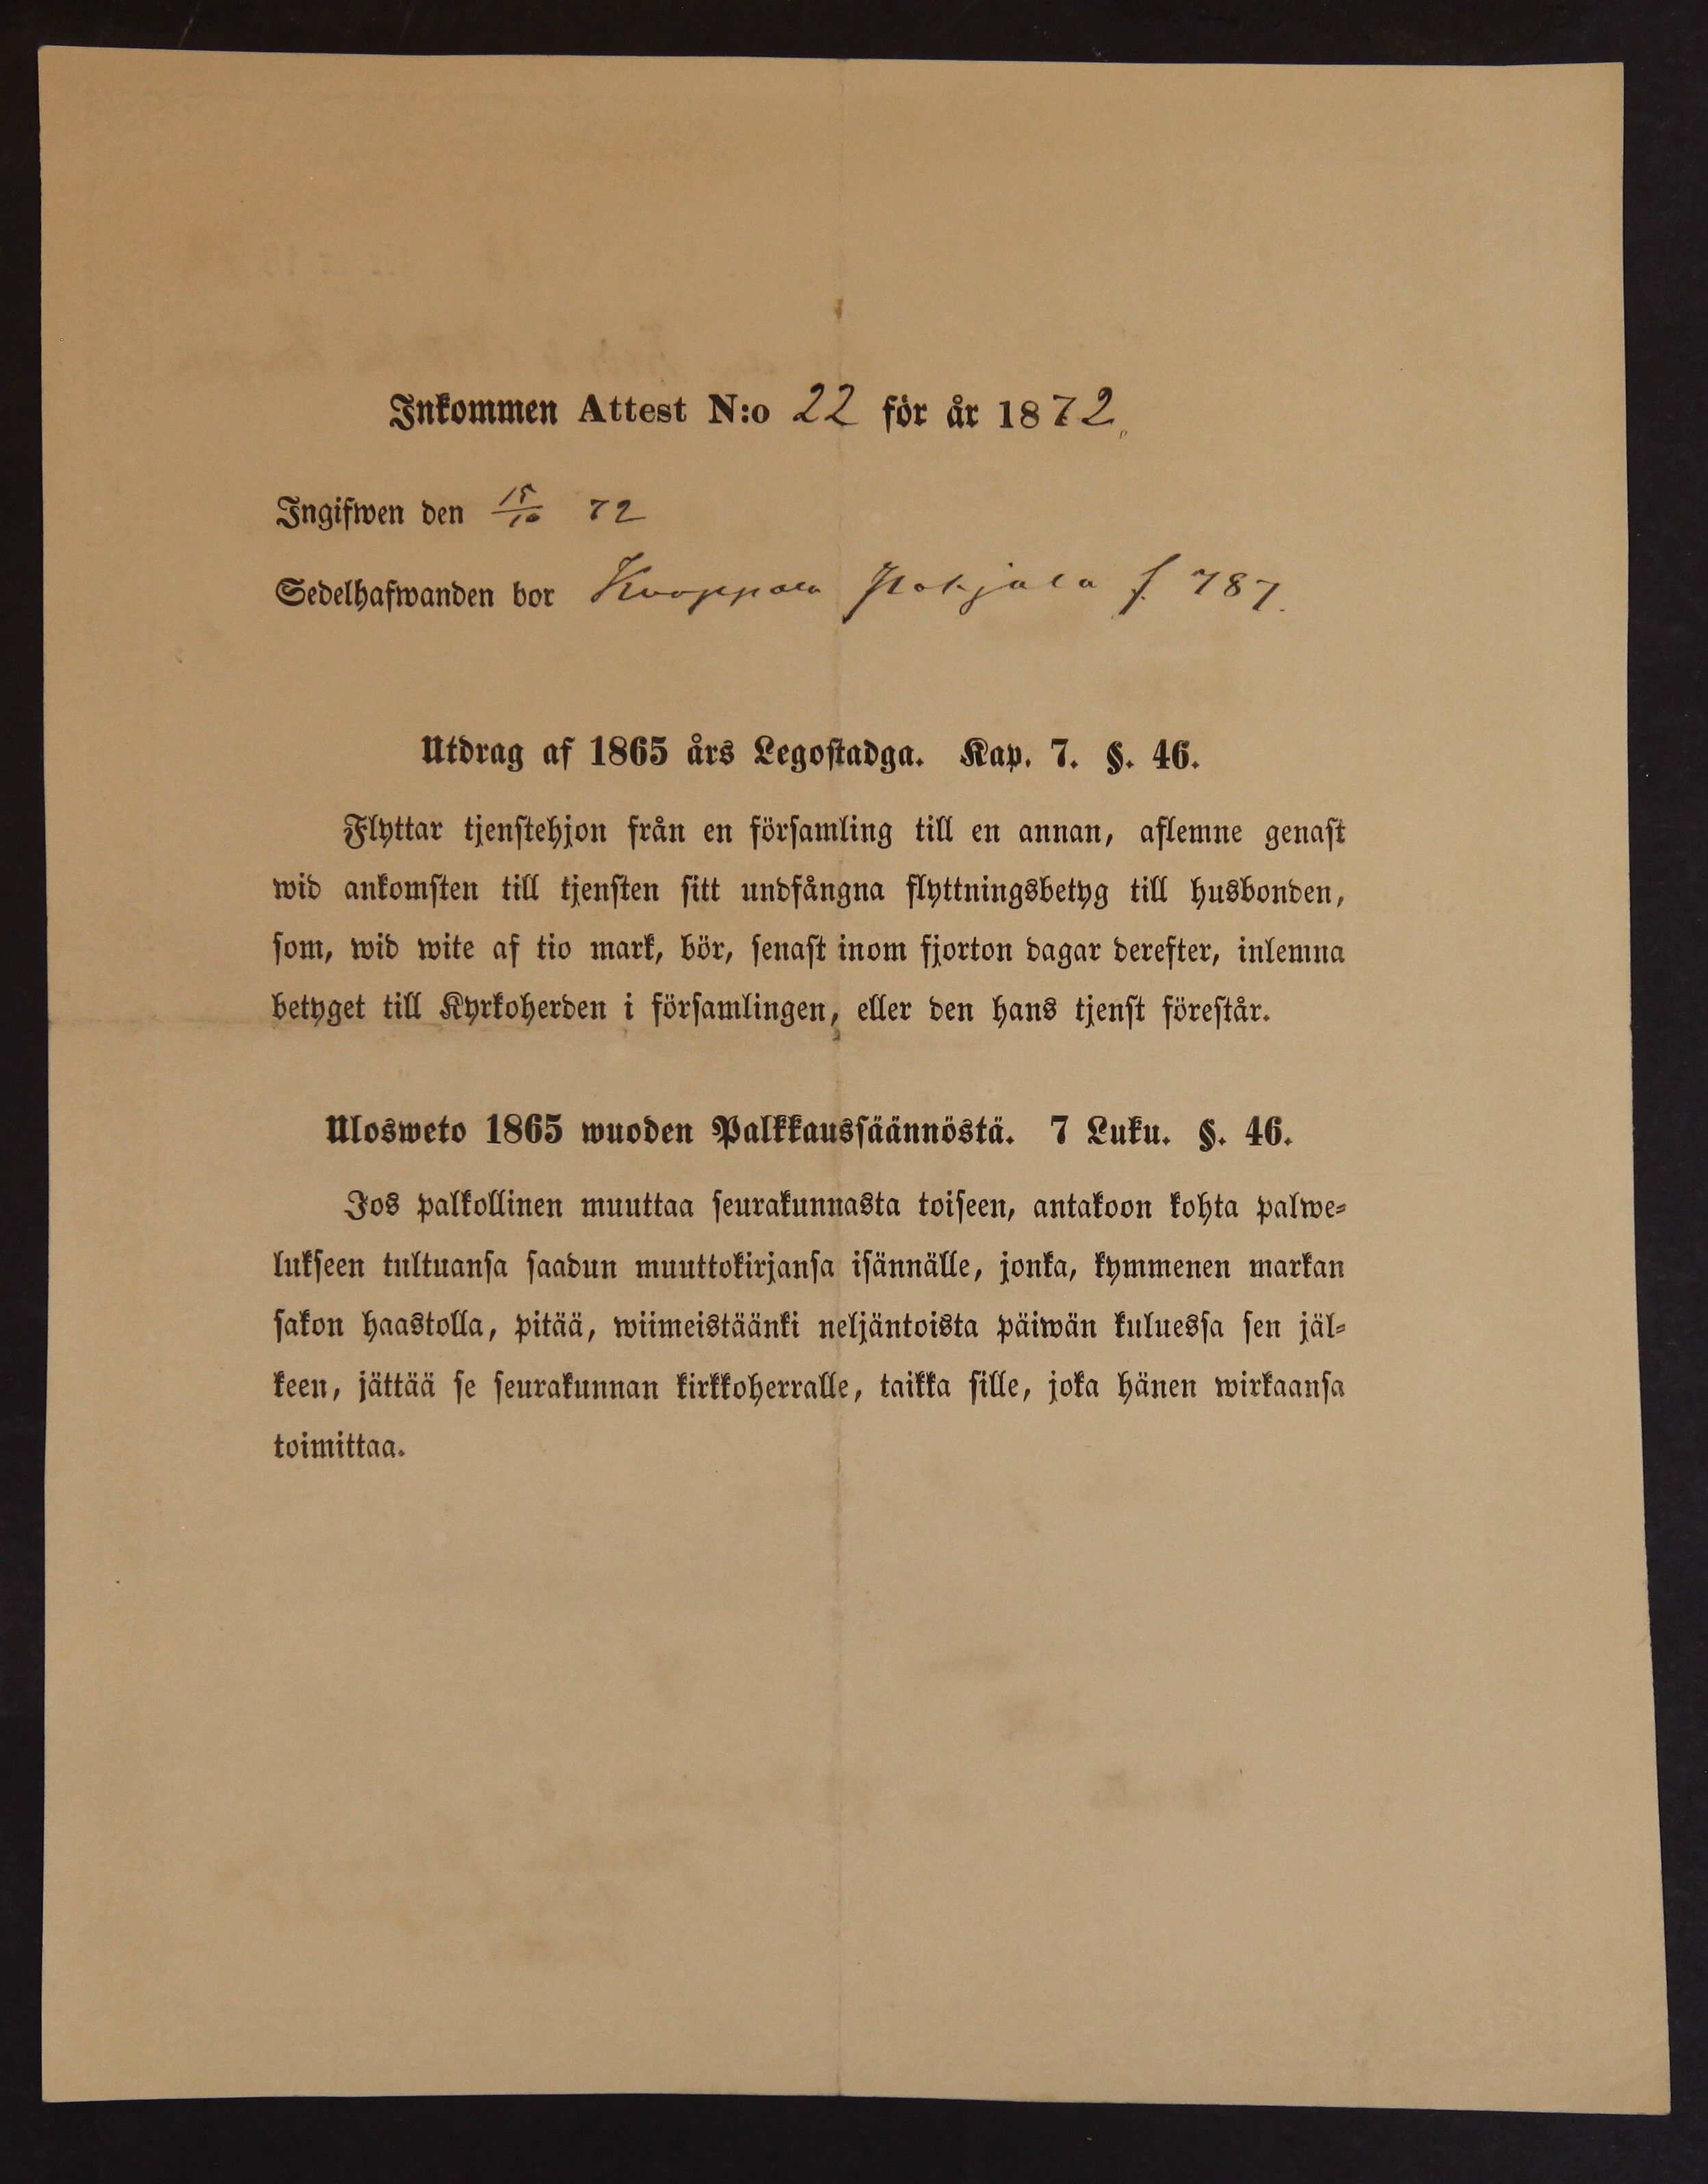 Inkommen Attest N:o 22 för år 1872.
Ingifwen den 15/10 72
Sedelhafwanden bor Kuoppala Pohjala f. 787.
Utdrag af 1865 års Legostadga. Kap. 7. §. 46.
Flyttar tjenstehjon från en församling till en annan, aflemne genast
wid ankomsten till tjensten sitt undfångna flyttningsbetyg till husbonden,
som, wid wite af tio mark, bör, senast inom fjorton dagar derefter, inlemna
betyget till Kyrkoherden i församlingen, eller den hans tjenst förestår.
Ulosweto 1865 wuoden Palkkaussäännöstä. 7 Luku. §. 46.
Jos palkollinen muuttaa seurakunnasta toiseen, antakoon kohta palwe-
lukseen tultuansa saadun muuttokirjansa isännälle, jonka, kymmenen markan
sakon haastolla, pitää, wiimeistäänki neljäntoista päiwän kuluessa sen jäl-
keen, jättää se seurakunnan kirkkoherralle, taikka sille, joka hänen wirkaansa
toimittaa.